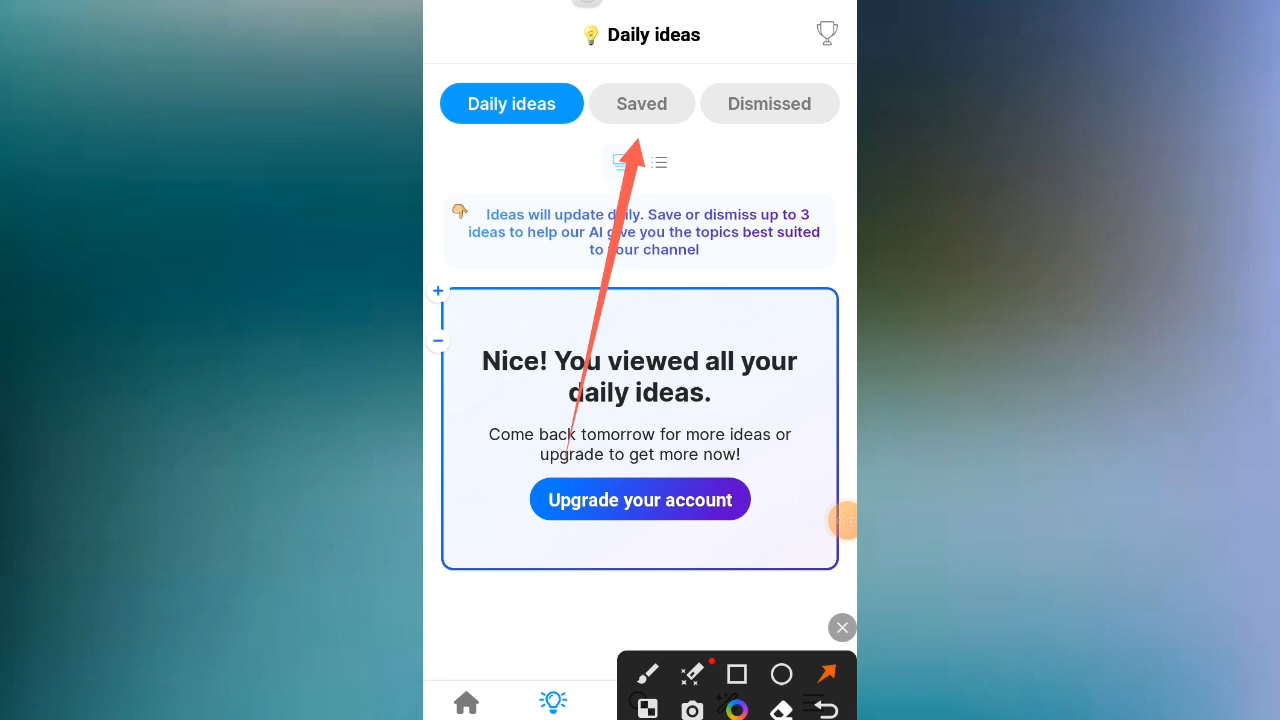 Daily ideas
Daily ideas
Saved
Dismissed
Ideas will update daily. Save or dismiss up to 3
ideas to help our AI give you the topics best suited
to your channel
+
−
Nice! You viewed all your
daily ideas.
Come back tomorrow for more ideas or
upgrade to get more now!
Upgrade your account